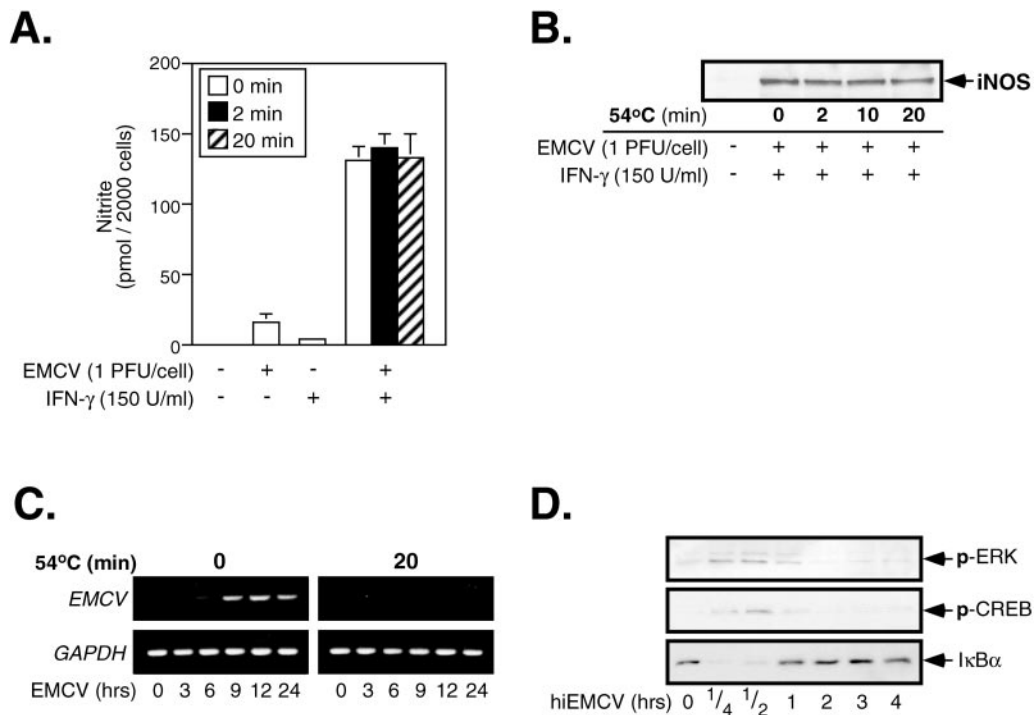 A.
200
150
100
50
0
Nitrite
(pmol / 2000 cells)
0 min
2 min
20 min
EMCV (1 PFU/cell) - + - +
IFN-γ (150 U/ml) - - + +
B.
iNOS
54ºC (min) 0 2 10 20
EMCV (1 PFU/cell) - + + + +
IFN-γ (150 U/ml) - + + + +
C.
54ºC (min) 0 20
EMCV
GAPDH
EMCV (hrs) 0 3 6 9 12 24 0 3 6 9 12 24
D.
p-ERK
p-CREB
IκBα
hiEMCV (hrs) 0 1/4 1/2 1 2 3 4